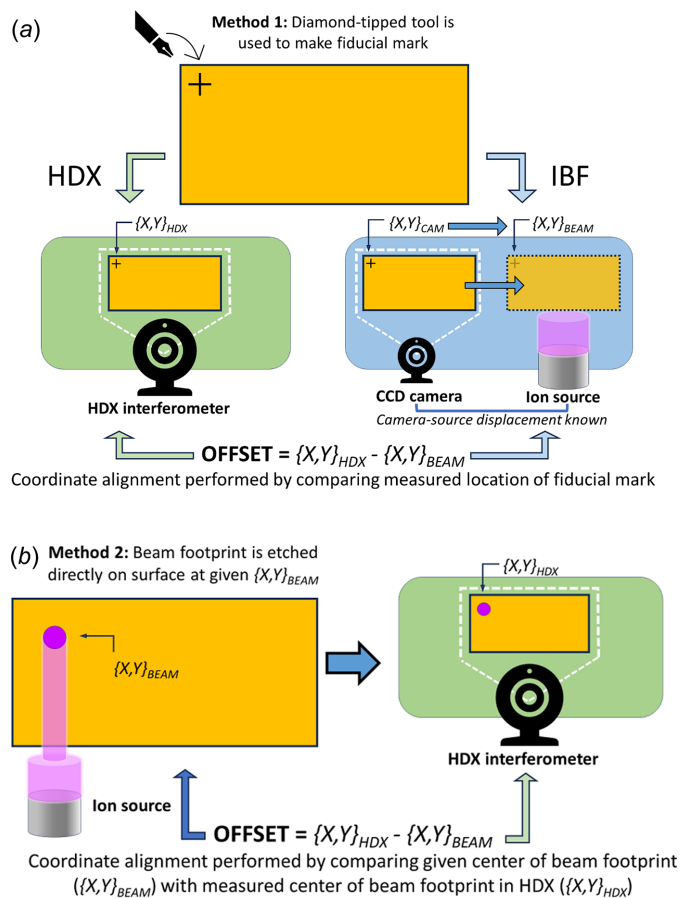 (a)
Method 1: Diamond-tipped tool is
used to make fiducial mark
HDX
IBF
{X,Y}HDX
{X,Y}CAM
{X,Y}BEAM
HDX interferometer
CCD camera
Ion source
Camera-source displacement known
OFFSET = {X,Y}HDX - {X,Y}BEAM
Coordinate alignment performed by comparing measured location of fiducial mark
(b)
Method 2: Beam footprint is etched
directly on surface at given {X,Y}BEAM
{X,Y}HDX
{X,Y}BEAM
HDX interferometer
Ion source
OFFSET = {X,Y}HDX - {X,Y}BEAM
Coordinate alignment performed by comparing given center of beam footprint
({X,Y}BEAM) with measured center of beam footprint in HDX ({X,Y}HDX)